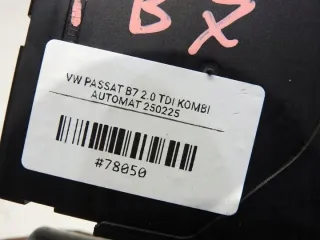 B7
VW PASSAT B7 2.0 TDI KOMBI
AUTOMAT 250225
#78050